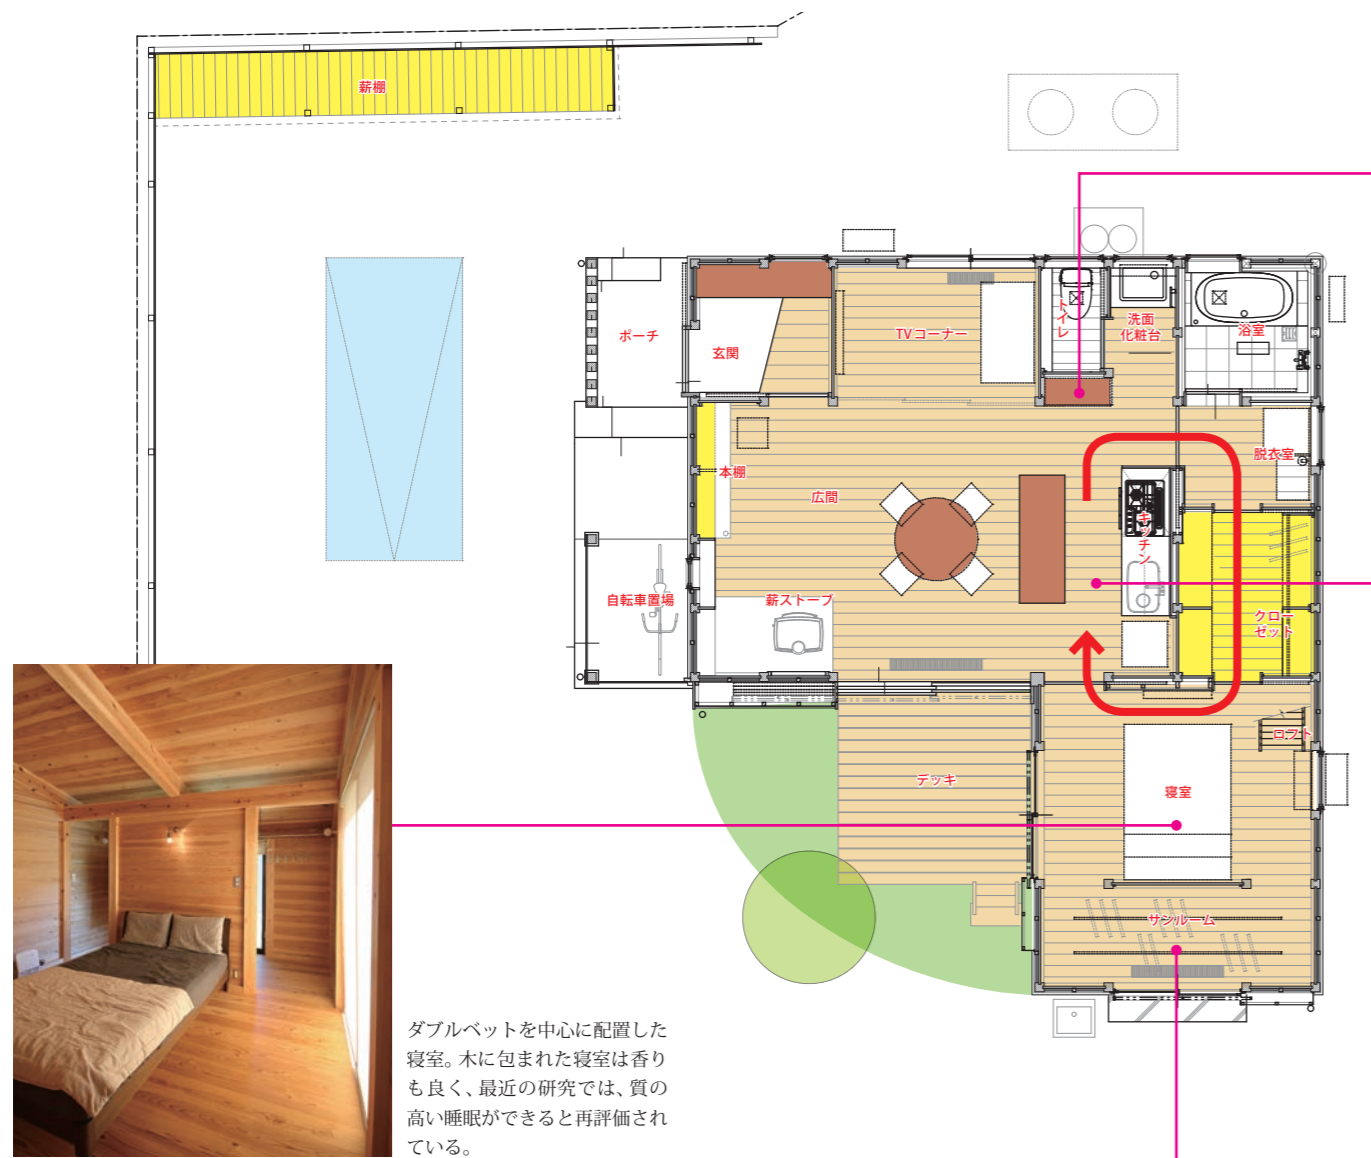 薪棚
ポーチ
玄関
TVコーナー
トイレ
洗面
化粧台
浴室
本棚
広間
脱衣室
キッチン
自転車置場
薪ストーブ
クロー
ゼット
デッキ
寝室
ロフト
サンルーム
ダブルベットを中心に配置した
寝室。木に包まれた寝室は香り
も良く、最近の研究では、質の
高い睡眠ができると再評価され
ている。